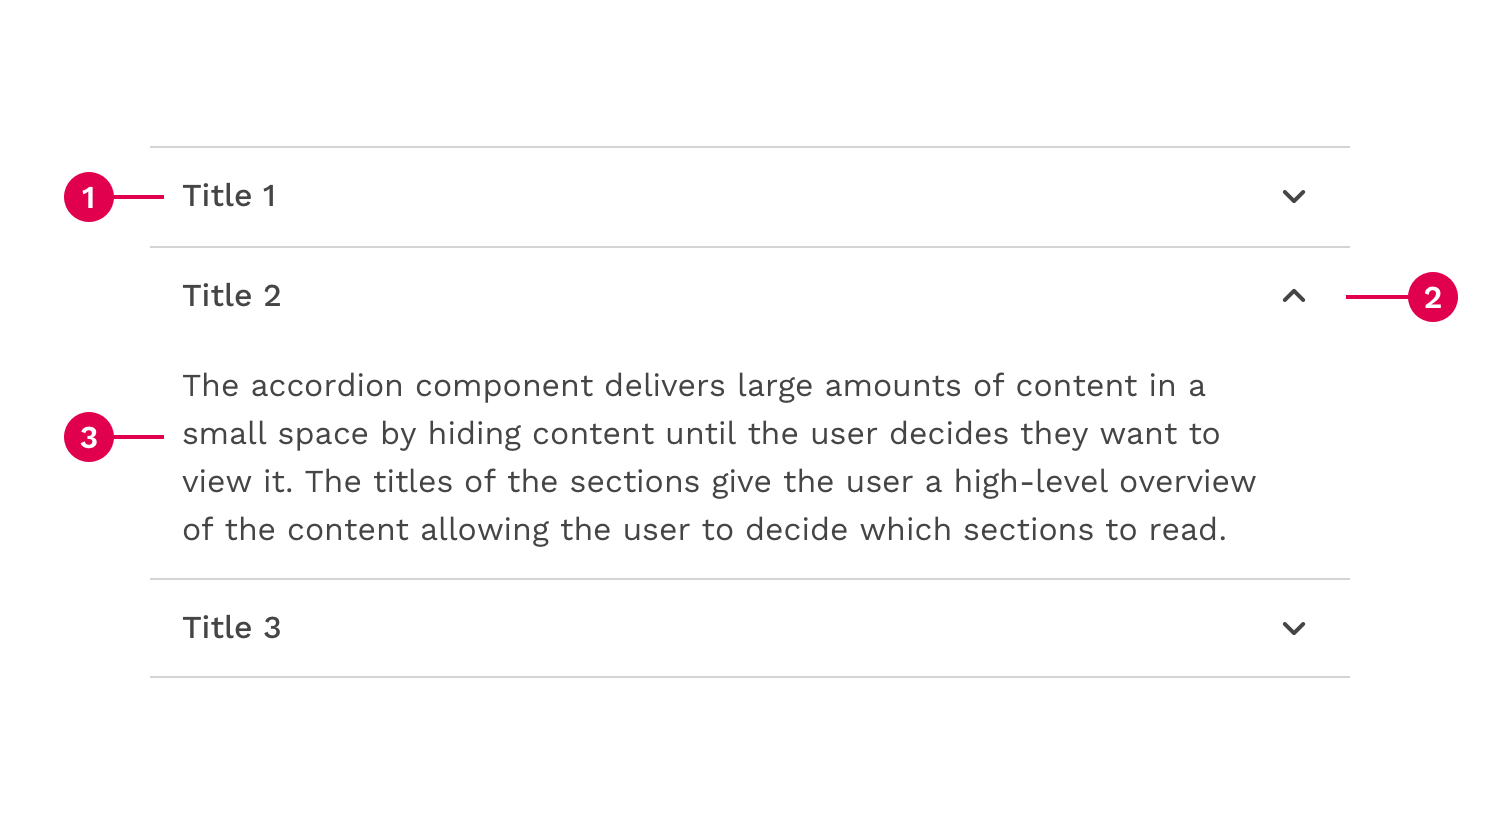 1
Title 1
Title 2
2
The accordion component delivers large amounts of content in a
3
small space by hiding content until the user decides they want to
view it. The titles of the sections give the user a high-level overview
of the content allowing the user to decide which sections to read.
Title 3